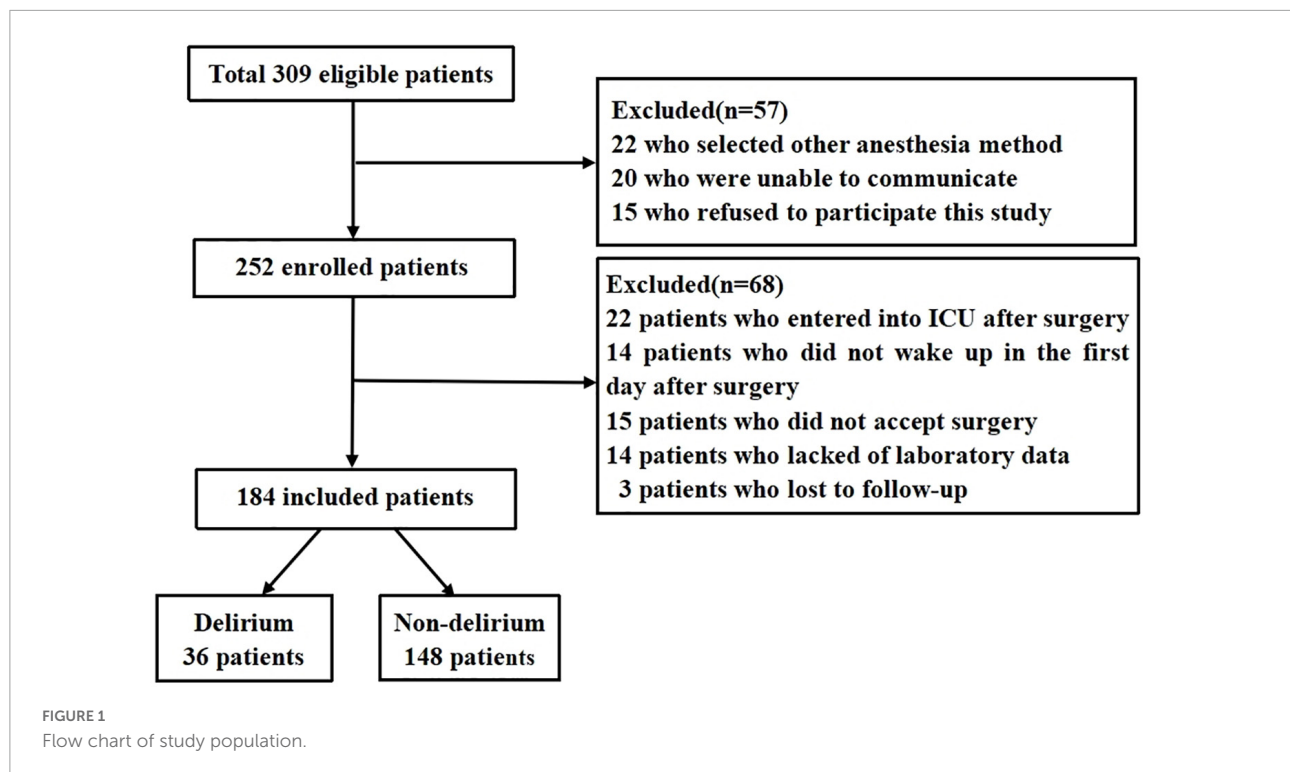 Total 309 eligible patients
Excluded(n=57)
22 who selected other anesthesia method
20 who were unable to communicate
15 who refused to participate this study
252 enrolled patients
Excluded(n=68)
22 patients who entered into ICU after surgery
14 patients who did not wake up in the first
day after surgery
15 patients who did not accept surgery
14 patients who lacked of laboratory data
3 patients who lost to follow-up
184 included patients
Delirium
36 patients
Non-delirium
148 patients
FIGURE 1
Flow chart of study population.